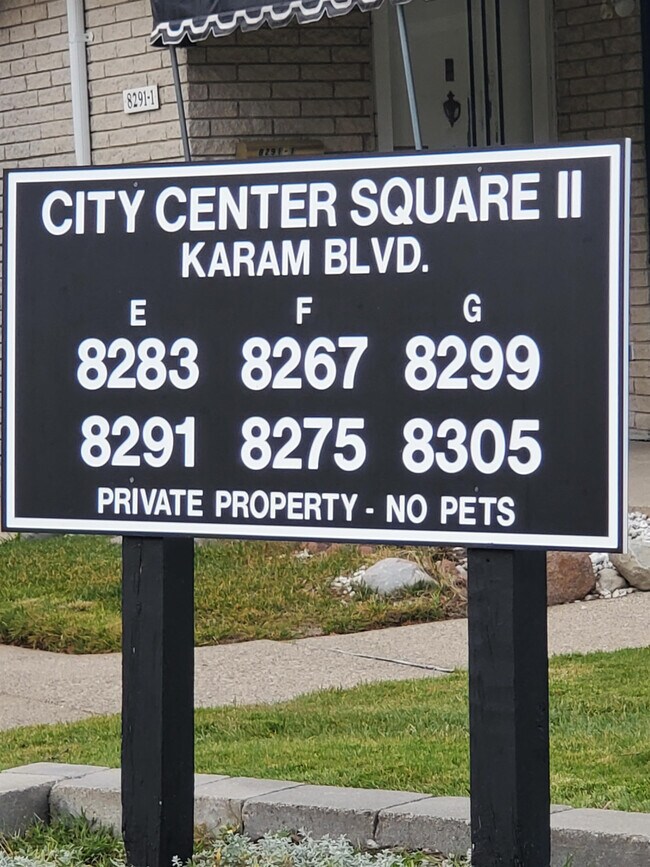 8291-1
CITY CENTER SQUARE II
KARAM BLVD.
E F G
8283 8267 8299
8291 8275 8305
PRIVATE PROPERTY - NO PETS